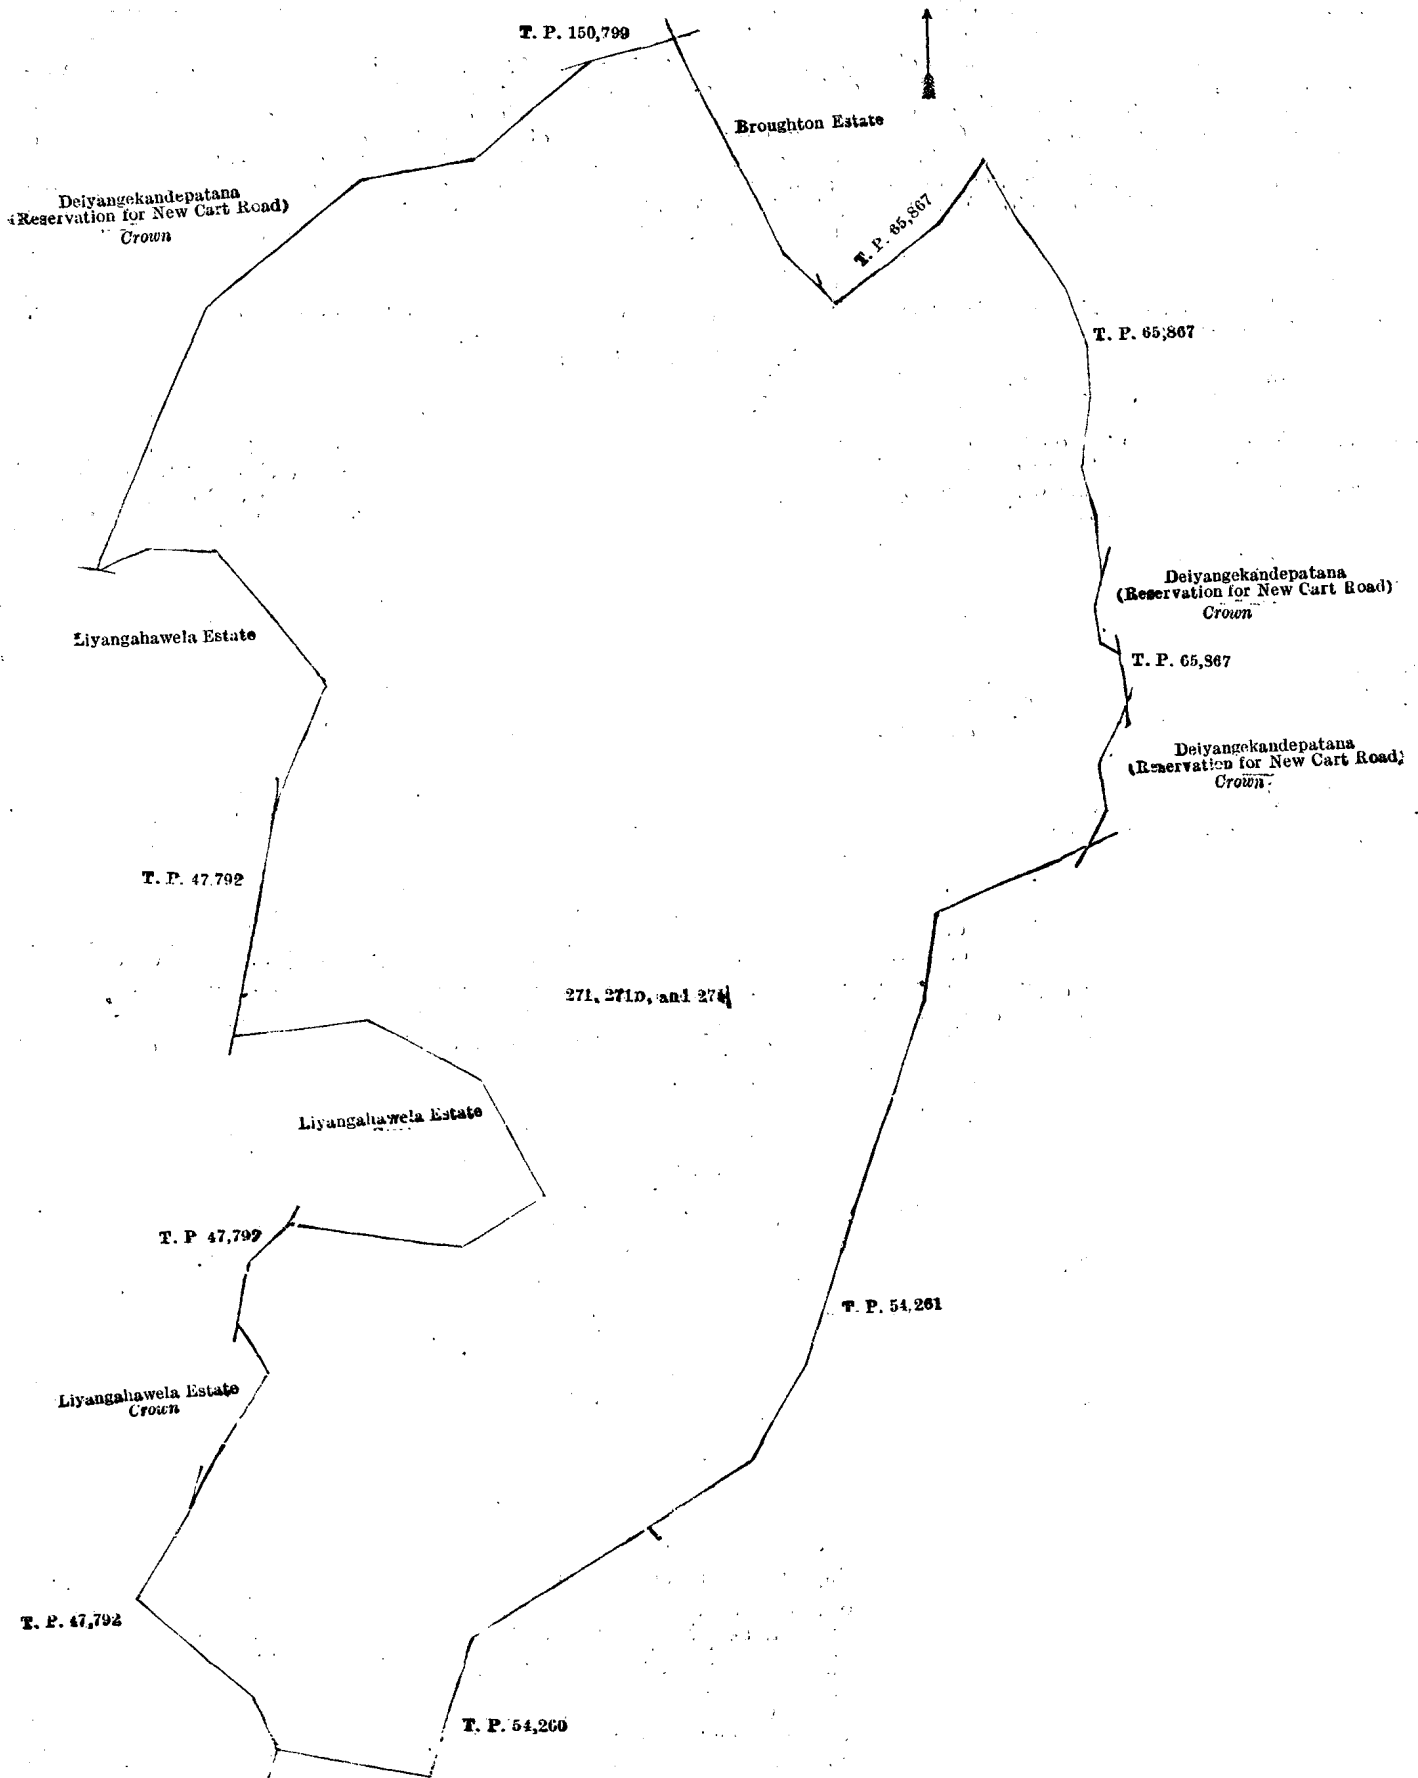 T. P. 150,799
Broughton Estate
Deiyangekandepatana
(Reservation for New Cart Road)
Crown
T. P. 65,867
T. P. 65,867
Deiyangekandepatana
(Reservation for New Cart Road)
Crown
Liyangahawela Estate
T. P. 65,867
Deiyangekandepatana
(Reservation for New Cart Road)
Crown
T. P. 47,792
271, 271D, and
Liyangahawela Estate
T. P 47,792
T. P. 54,261
Liyangahawela Estate
Crown
T. P. 47,792
T. P. 54,260